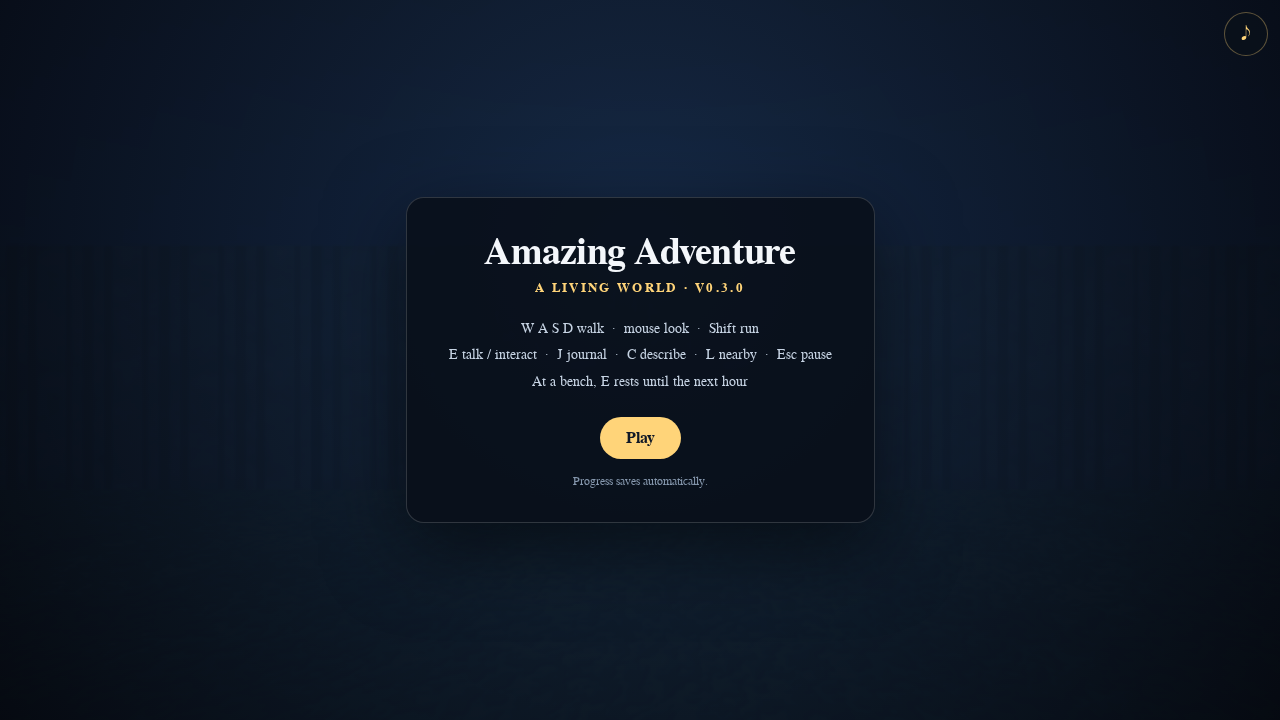 ♪
Amazing Adventure
A LIVING WORLD · V0.3.0
W A S D walk · mouse look · Shift run
E talk / interact · J journal · C describe · L nearby · Esc pause
At a bench, E rests until the next hour
Play
Progress saves automatically.